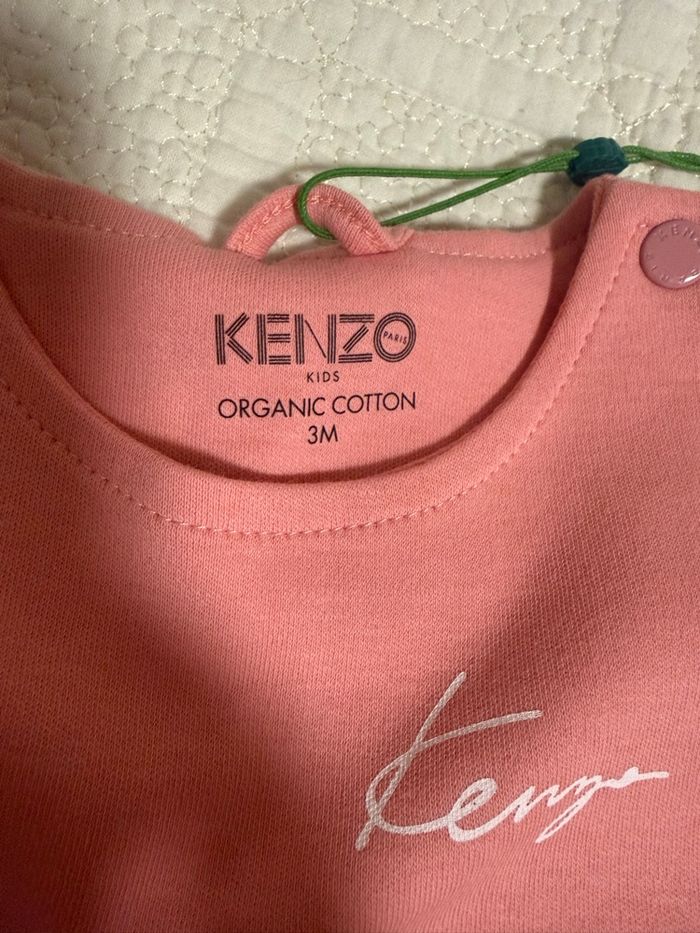 KENZO
PARIS
KIDS
ORGANIC COTTON
3M
Kenzo